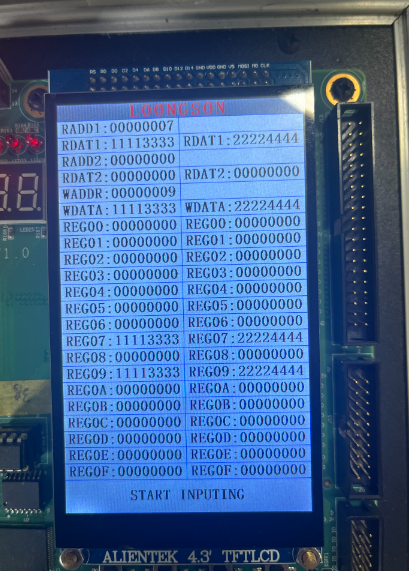 LOONGSON
RADD1:00000007
RDAT1:11113333 RDAT1:22224444
RADD2:00000000
RDAT2:00000000 RDAT2:00000000
WADDR:00000009
WDATA:11113333 WDATA:22224444
REG00:00000000 REG00:00000000
REG01:00000000 REG01:00000000
REG02:00000000 REG02:00000000
REG03:00000000 REG03:00000000
REG04:00000000 REG04:00000000
REG05:00000000 REG05:00000000
REG06:00000000 REG06:00000000
REG07:11113333 REG07:22224444
REG08:00000000 REG08:00000000
REG09:11113333 REG09:22224444
REG0A:00000000 REG0A:00000000
REG0B:00000000 REG0B:00000000
REG0C:00000000 REG0C:00000000
REG0D:00000000 REG0D:00000000
REG0E:00000000 REG0E:00000000
REG0F:00000000 REG0F:00000000
START INPUTING
ALIENTEK 4.3' TFTLCD